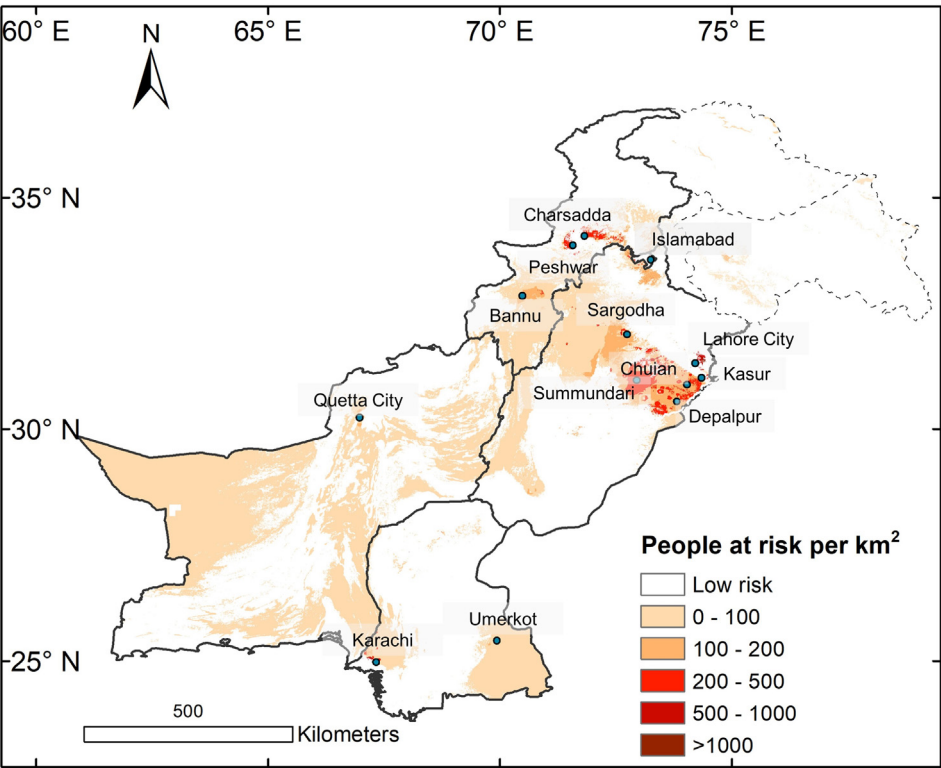 60° E
65° E
70° E
75° E
N
35° N
Charsadda
Islamabad
Peshwar
Bannu
Sargodha
Lahore City
Chuian
Kasur
Summundari
Quetta City
Depalpur
30° N
People at risk per km²
Low risk
0 - 100
Umerkot
100 - 200
Karachi
25° N
200 - 500
500 - 1000
500
Kilometers
>1000